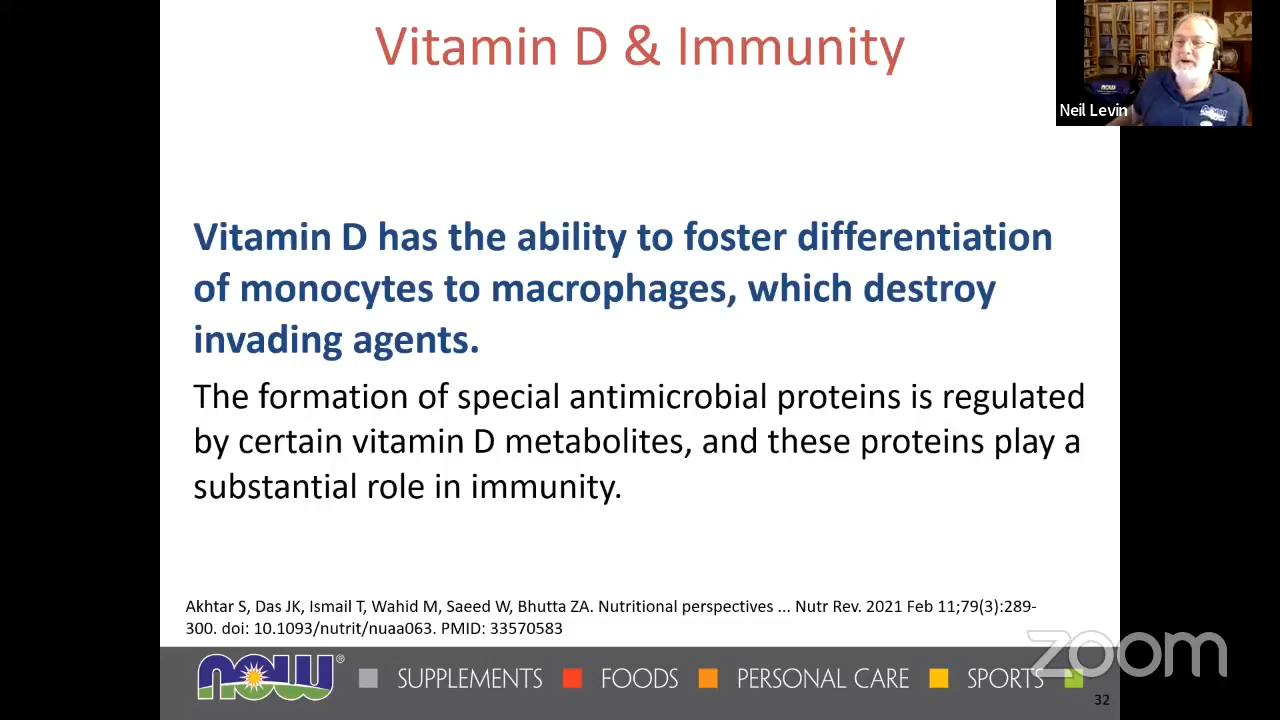 Vitamin D & Immunity
Neil Levin
Vitamin D has the ability to foster differentiation
of monocytes to macrophages, which destroy
invading agents.
The formation of special antimicrobial proteins is regulated
by certain vitamin D metabolites, and these proteins play a
substantial role in immunity.
Akhtar S, Das JK, Ismail T, Wahid M, Saeed W, Bhutta ZA. Nutritional perspectives ... Nutr Rev. 2021 Feb 11;79(3):289-
300. doi: 10.1093/nutrit/nuaa063. PMID: 33570583
NOW® SUPPLEMENTS FOODS PERSONAL CARE SPORTS
zoom
32